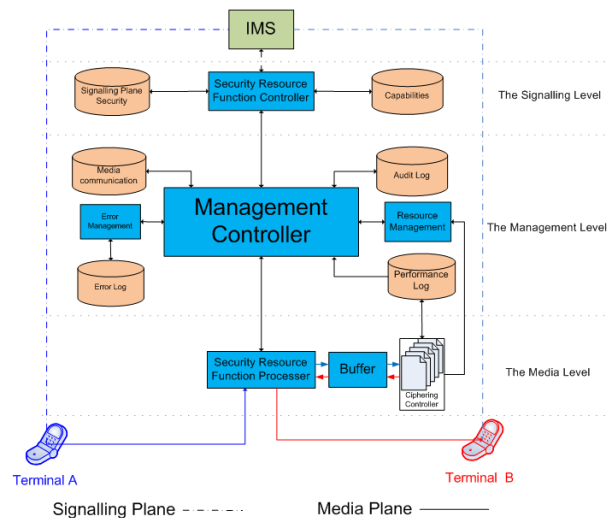 IMS
Signalling Plane
Security
Security Resource
Function Controller
Capabilities
The Signalling Level
Media
communication
Audit Log
Management
Controller
Error
Management
Resource
Management
The Management Level
Error Log
Performance
Log
Security Resource
Function Processer
Buffer
Ciphering
Controller
The Media Level
Terminal A
Terminal B
Signalling Plane
Media Plane